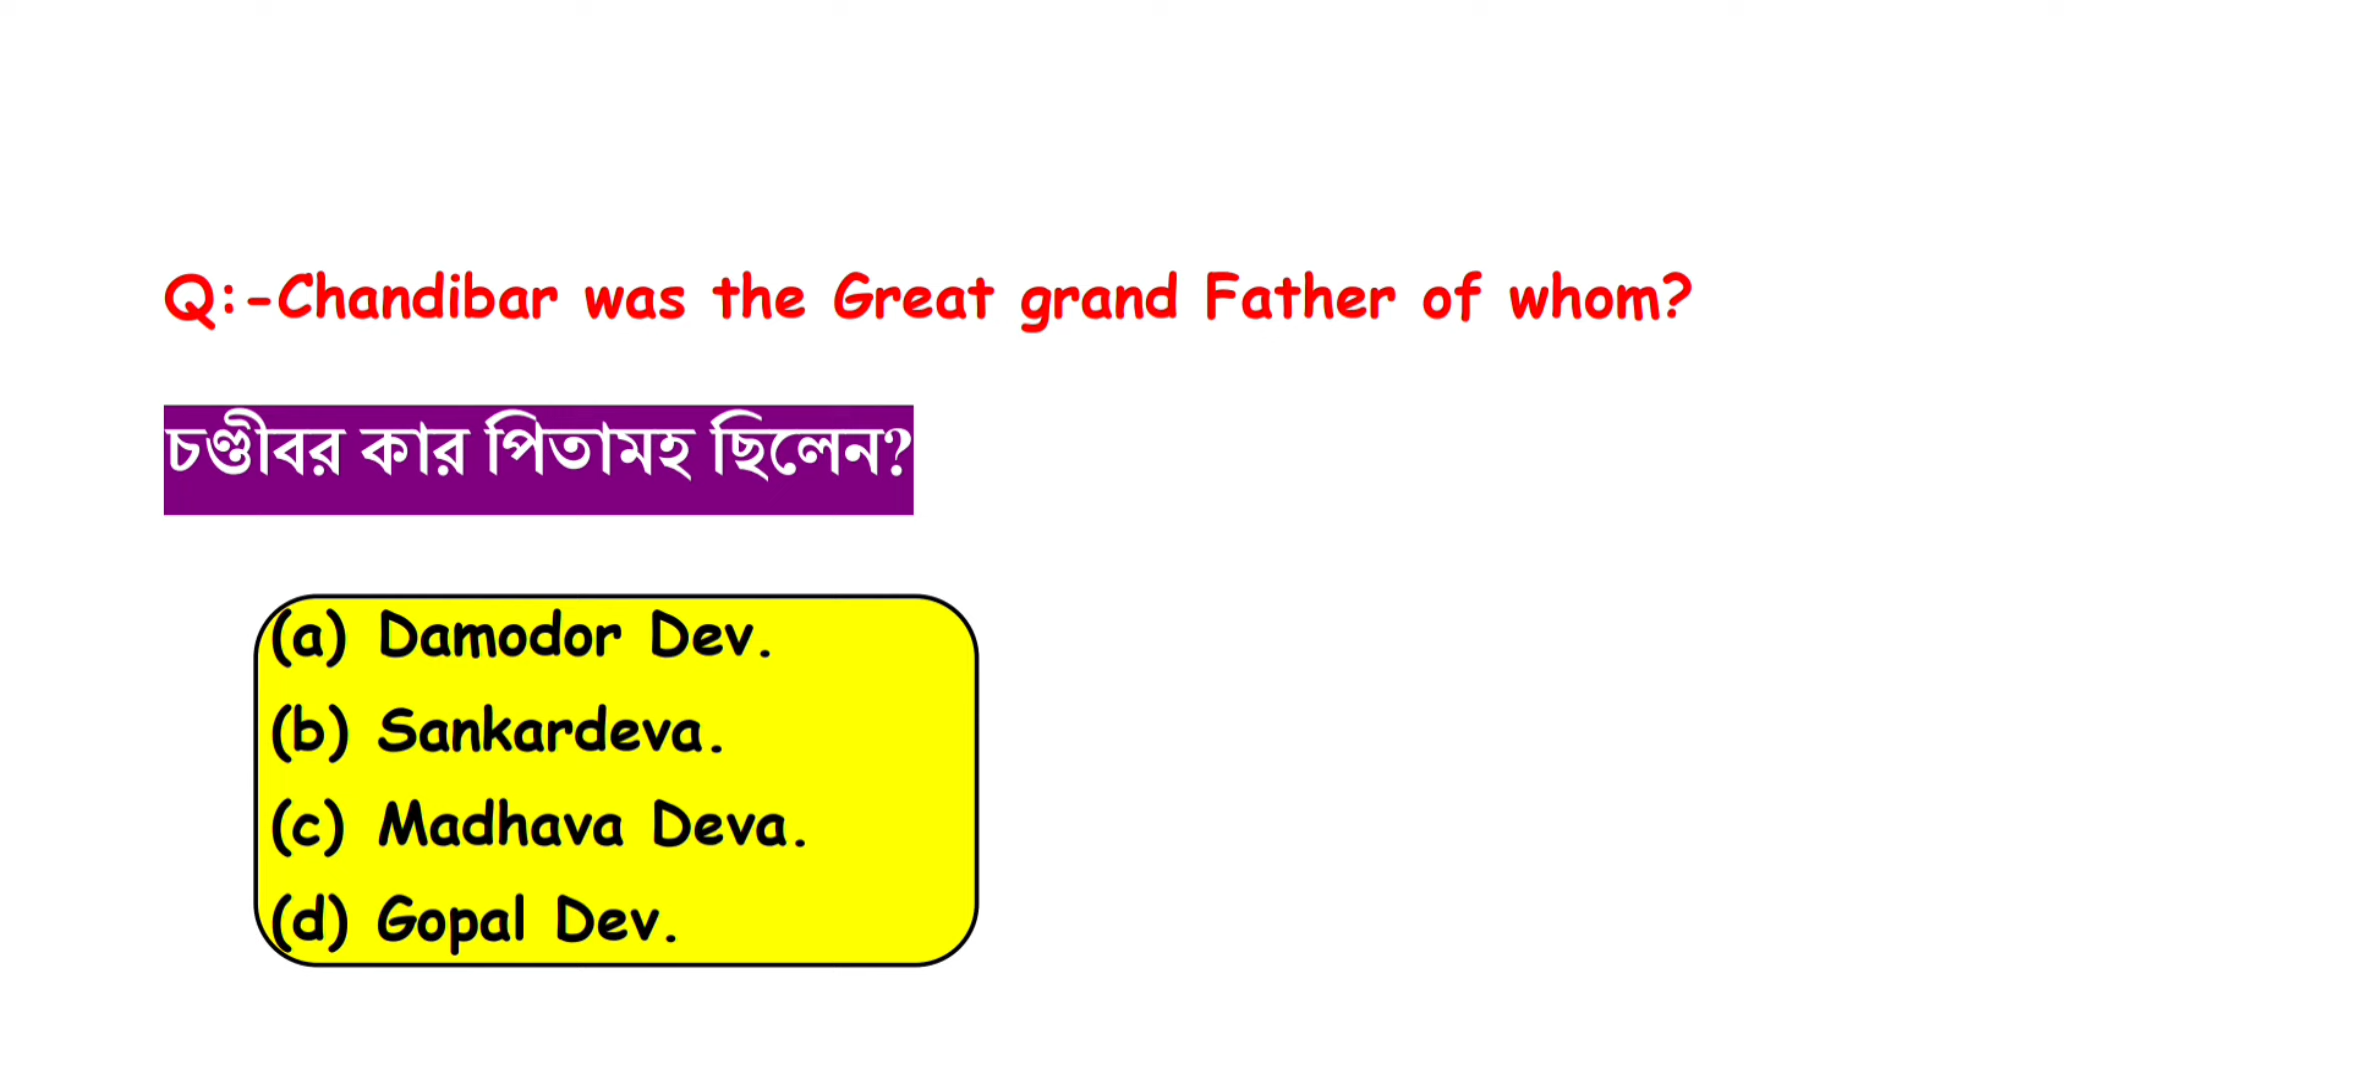 Q:-Chandibar was the Great grand Father of whom?
চণ্ডীবর কার পিতামহ ছিলেন?
(a) Damodor Dev.
(b) Sankardeva.
(c) Madhava Deva.
(d) Gopal Dev.